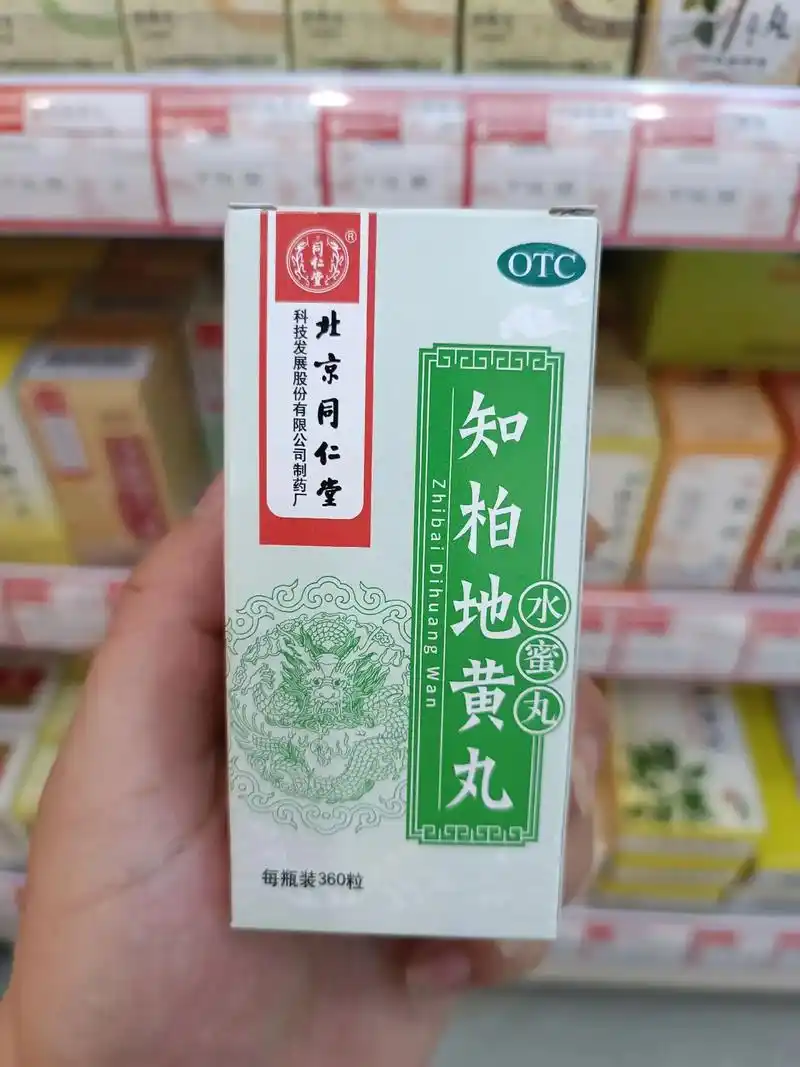 同仁堂
®
北京同仁堂
科技发展股份有限公司制药厂
OTC
知柏地黄丸
Zhibai Dihuang Wan
水蜜丸
每瓶装360粒
丸